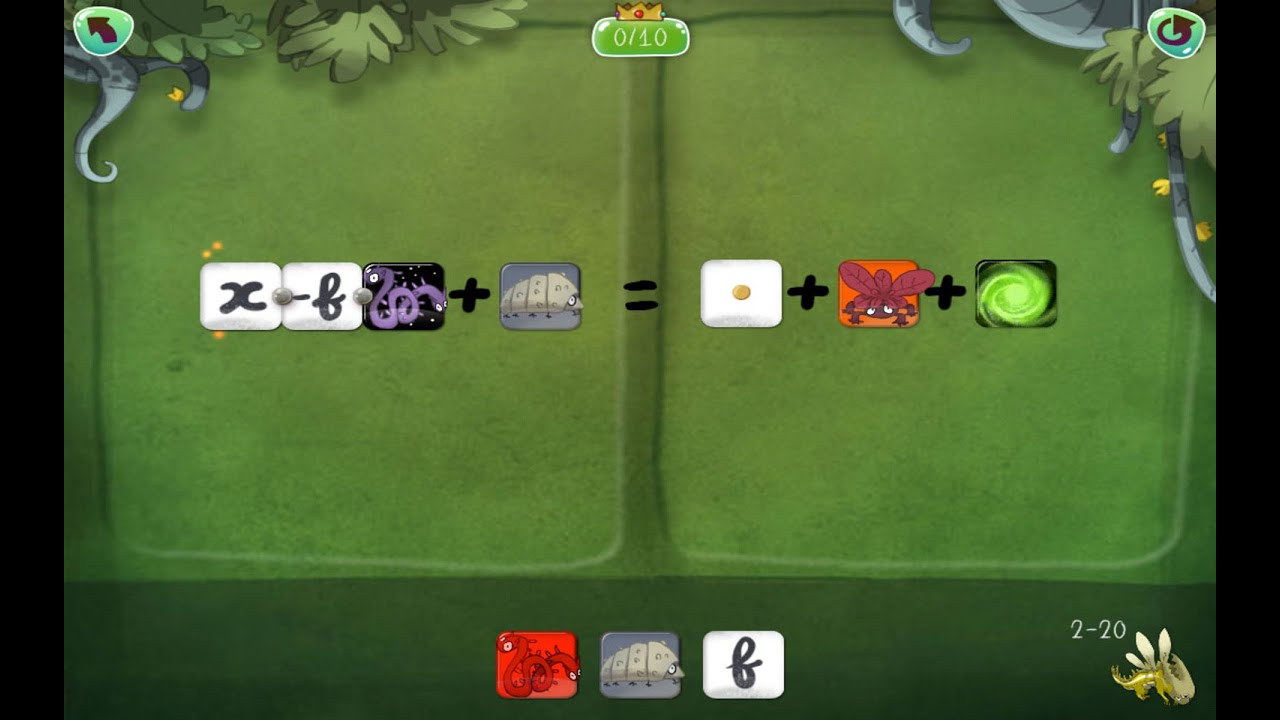 0/10
x · -b · + = · + +
2-20
b